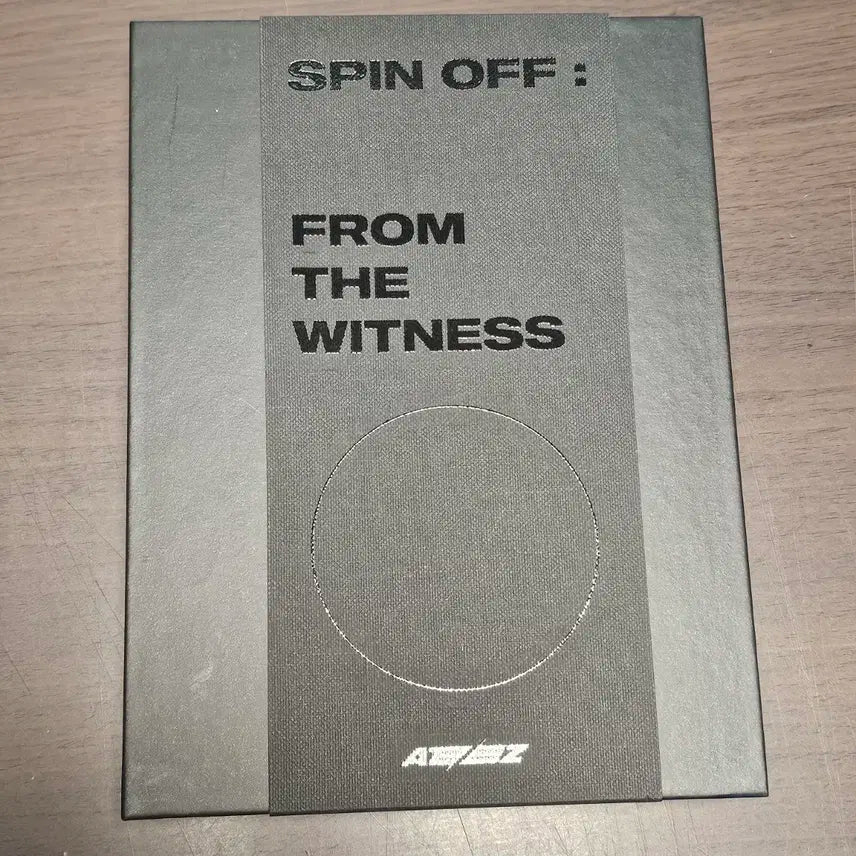 SPIN OFF :
FROM
THE
WITNESS
ATEEZ